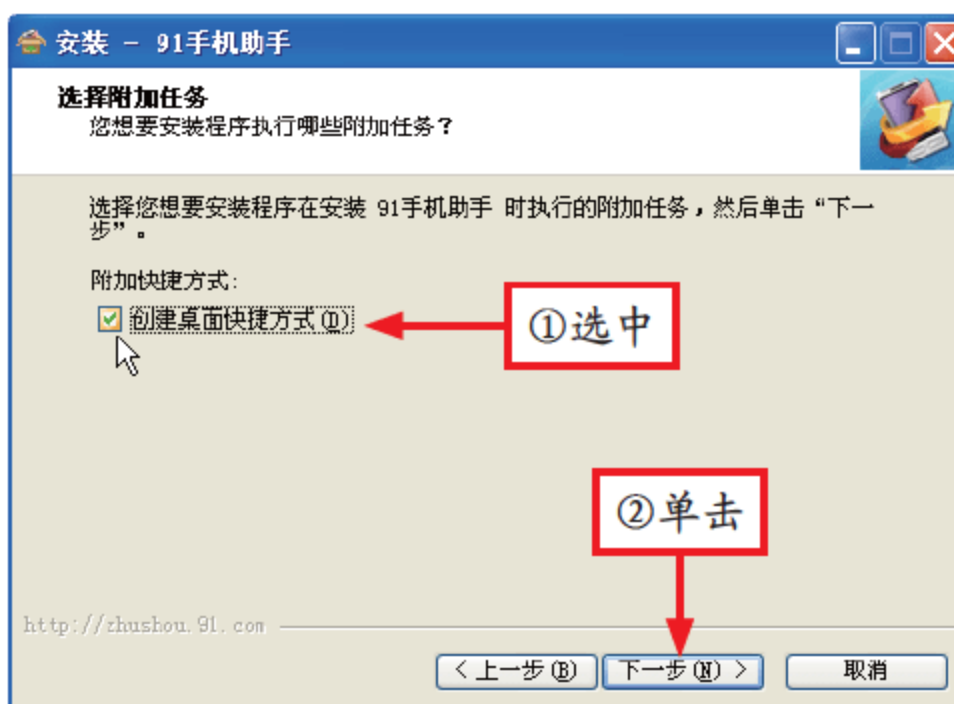 安装 - 91手机助手
选择附加任务
您想要安装程序执行哪些附加任务？
选择您想要安装程序在安装 91手机助手 时执行的附加任务，然后单击“下一
步”。
附加快捷方式:
创建桌面快捷方式(D)
①选中
②单击
http://zhushou.91.com
< 上一步(B)
下一步(N) >
取消